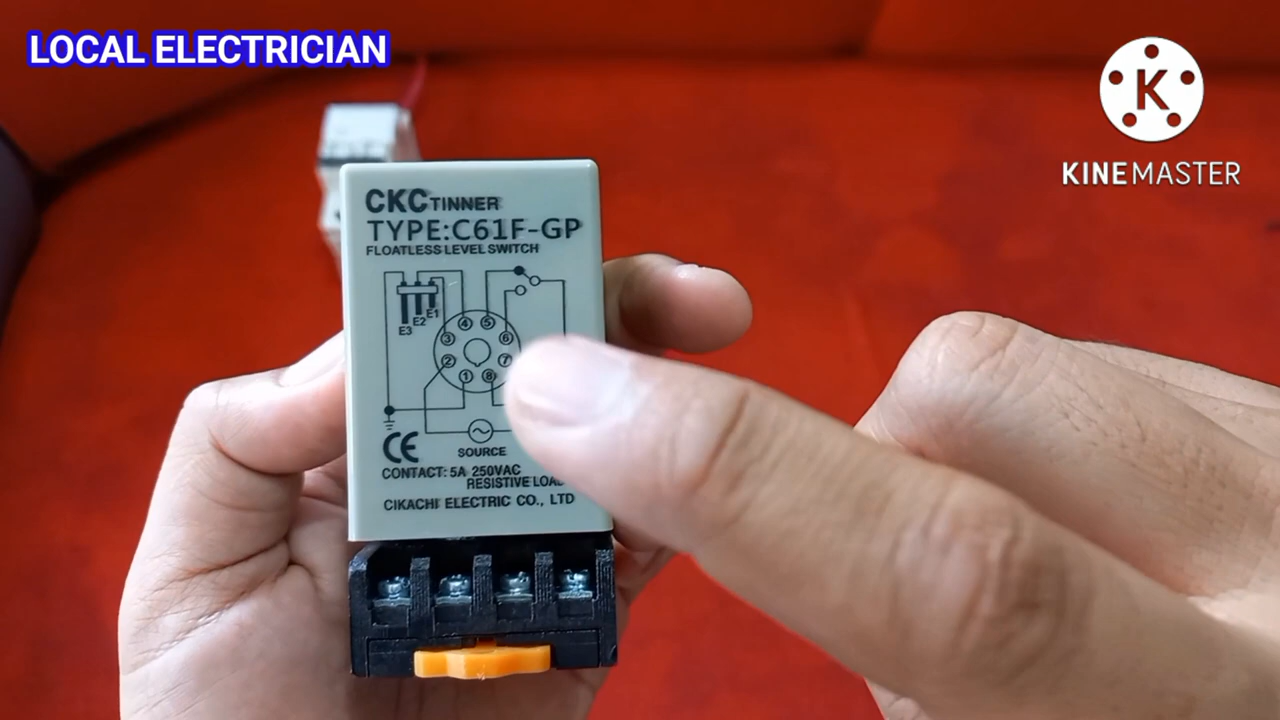 LOCAL ELECTRICIAN
K
KINEMASTER
CKC TINNER
TYPE:C61F-GP
FLOATLESS LEVEL SWITCH
E3 E2 E1
4 5
3 6
2 7
1 8
CE
SOURCE
CONTACT: 5A 250VAC
RESISTIVE LOAD
CIKACHI ELECTRIC CO., LTD